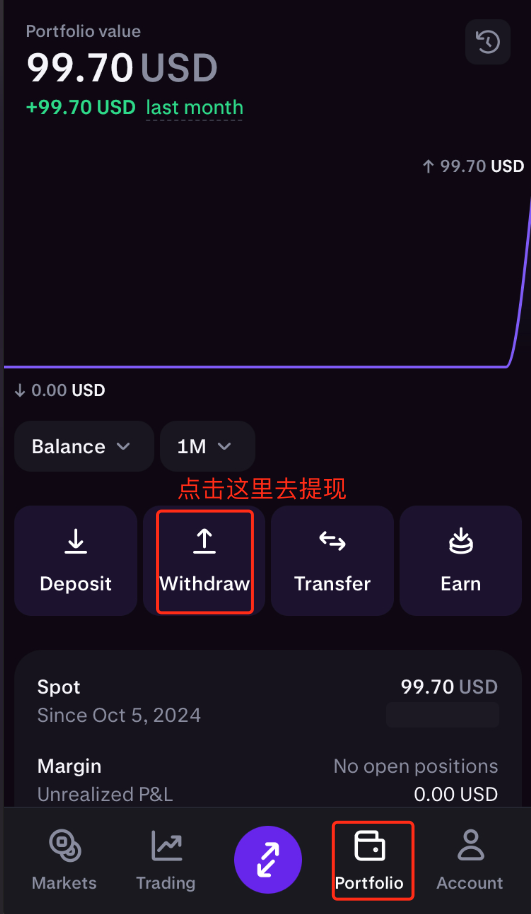 Portfolio value
99.70 USD
+99.70 USD last month
↑ 99.70 USD
↓ 0.00 USD
Balance
1M
点击这里去提现
Deposit
Withdraw
Transfer
Earn
Spot
99.70 USD
Since Oct 5, 2024
Margin
No open positions
Unrealized P&L
0.00 USD
Markets
Trading
Portfolio
Account